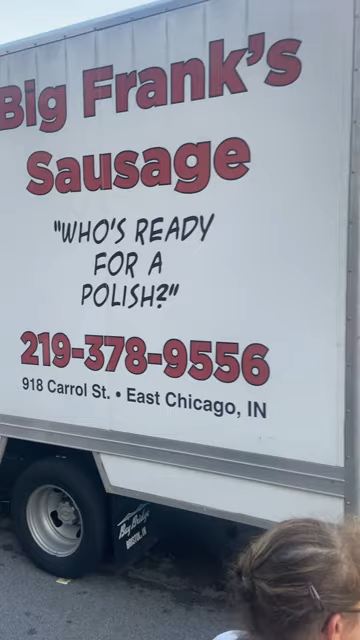 Big Frank's
Sausage
"WHO'S READY
FOR A
POLISH?"
219-378-9556
918 Carrol St. • East Chicago, IN